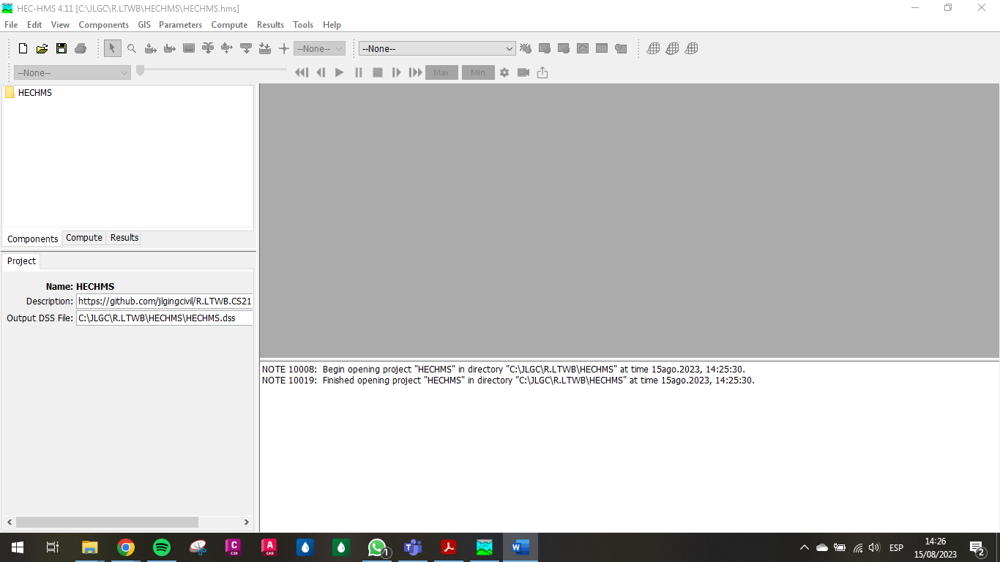 HEC-HMS 4.11 [C:\JLGC\R.LTWB\HECHMS\HECHMS.hms]
File Edit View Components GIS Parameters Compute Results Tools Help
--None-- --None--
--None-- Max Min
HECHMS
Components Compute Results
Project
Name: HECHMS
Description: https://github.com/jlgingcivil/R.LTWB.CS21
Output DSS File: C:\JLGC\R.LTWB\HECHMS\HECHMS.dss
NOTE 10008: Begin opening project "HECHMS" in directory "C:\JLGC\R.LTWB\HECHMS" at time 15ago.2023, 14:25:30.
NOTE 10019: Finished opening project "HECHMS" in directory "C:\JLGC\R.LTWB\HECHMS" at time 15ago.2023, 14:25:30.
C C3D
A CAD
1
ESP
14:26
15/08/2023
2